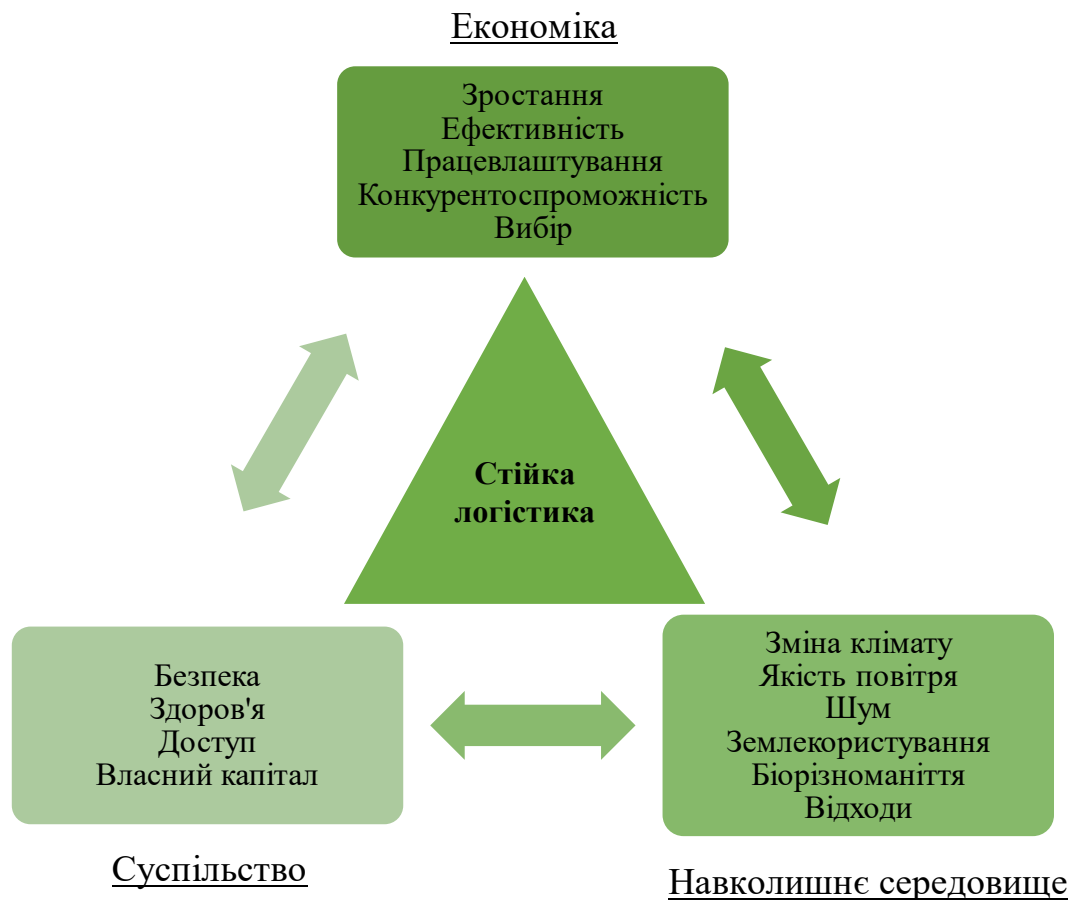 Економіка
Зростання
Ефективність
Працевлаштування
Конкурентоспроможність
Вибір
Стійка
логістика
Безпека
Здоров'я
Доступ
Власний капітал
Суспільство
Зміна клімату
Якість повітря
Шум
Землекористування
Біорізноманіття
Відходи
Навколишнє середовище